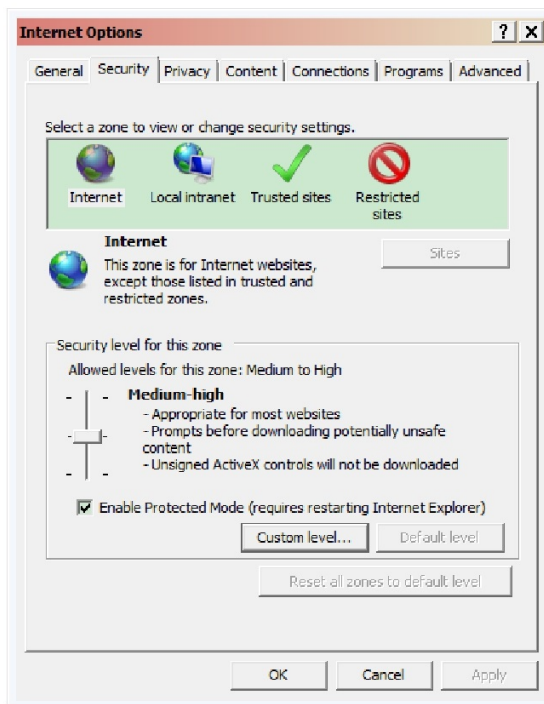 Internet Options
? X
General Security Privacy Content Connections Programs Advanced
Select a zone to view or change security settings.
Internet Local intranet Trusted sites Restricted
sites
Internet
Sites
This zone is for Internet websites,
except those listed in trusted and
restricted zones.
Security level for this zone
Allowed levels for this zone: Medium to High
Medium-high
- Appropriate for most websites
- Prompts before downloading potentially unsafe
content
- Unsigned ActiveX controls will not be downloaded
Enable Protected Mode (requires restarting Internet Explorer)
Custom level... Default level
Reset all zones to default level
OK Cancel Apply